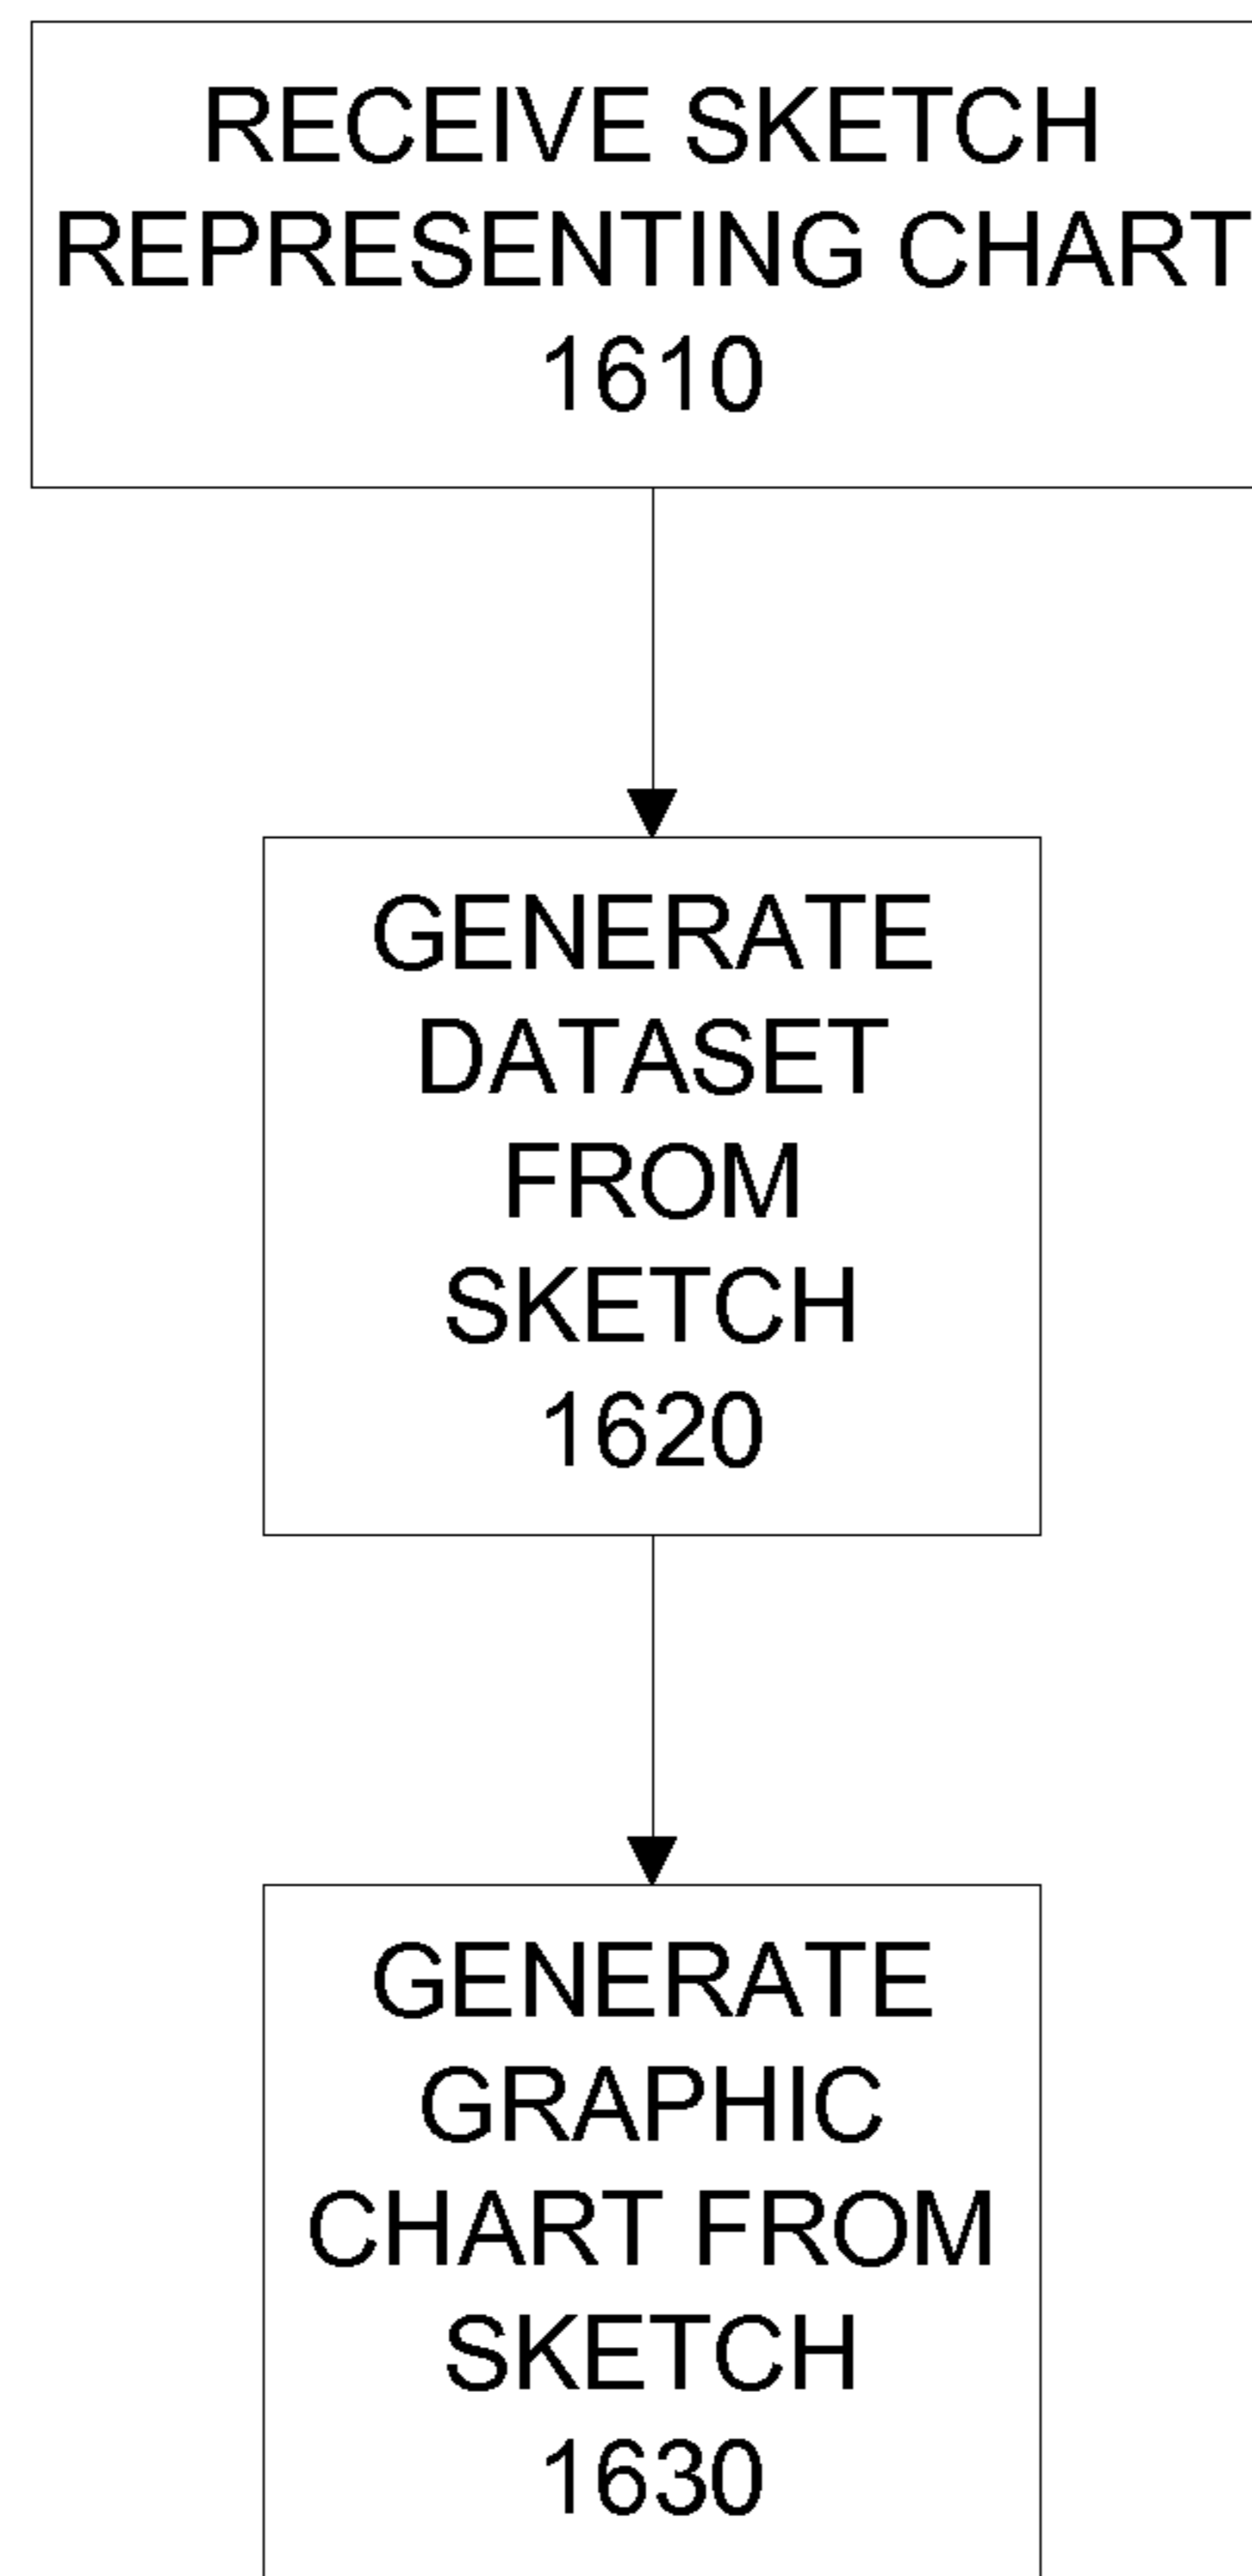 RECEIVE SKETCH
REPRESENTING CHART
1610
GENERATE
DATASET
FROM
SKETCH
1620
GENERATE
GRAPHIC
CHART FROM
SKETCH
1630